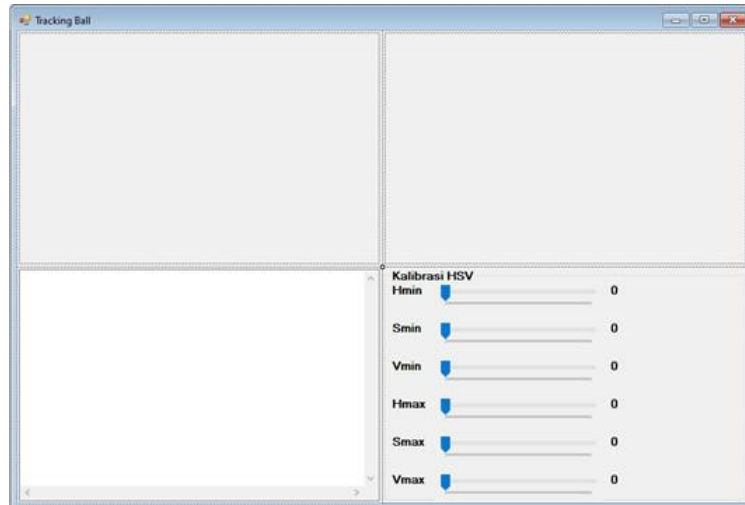 Tracking Ball
Kalibrasi HSV
Hmin 0
Smin 0
Vmin 0
Hmax 0
Smax 0
Vmax 0